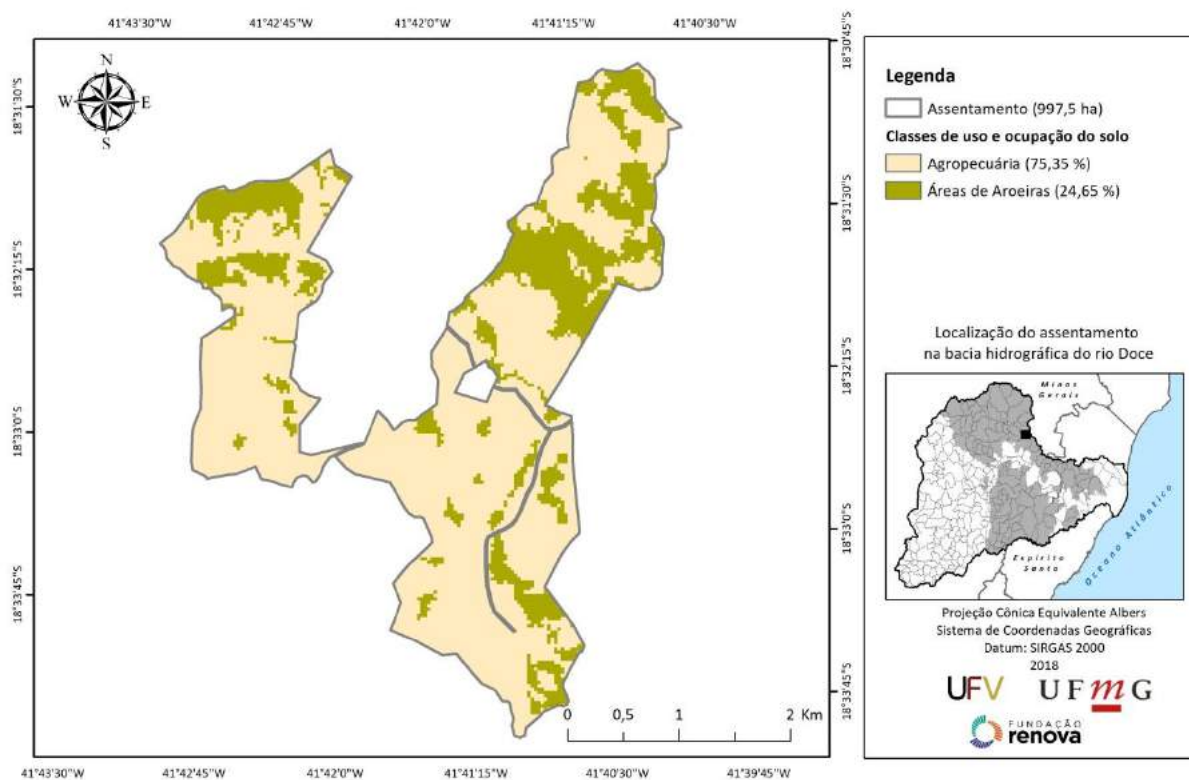 41°43'30"W 41°42'45"W 41°42'0"W 41°41'15"W 41°40'30"W
18°30'45"S
18°31'30"S
18°31'30"S
18°32'15"S
18°32'15"S
18°33'0"S
18°33'0"S
18°33'45"S
18°33'45"S
N
W E
S
0 0,5 1 2 Km
41°43'30"W 41°42'45"W 41°42'0"W 41°41'15"W 41°40'30"W 41°39'45"W
Legenda
Assentamento (997,5 ha)
Classes de uso e ocupação do solo
Agropecuária (75,35 %)
Áreas de Aroeiras (24,65 %)
Localização do assentamento
na bacia hidrográfica do rio Doce
Minas
Gerais
Oceano Atlântico
Espírito
Santo
Projeção Cônica Equivalente Albers
Sistema de Coordenadas Geográficas
Datum: SIRGAS 2000
2018
UFV UFmG
FUNDAÇÃO
renova